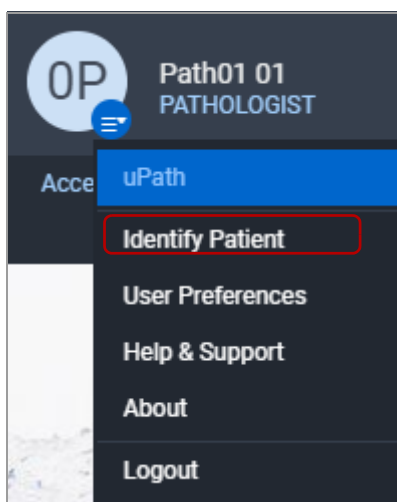 0P
Path01 01
PATHOLOGIST
Acce
uPath
Identify Patient
User Preferences
Help & Support
About
Logout